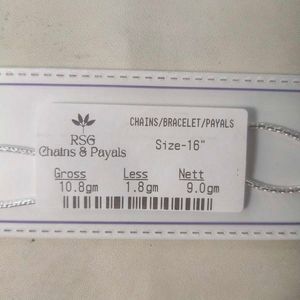 RSG
Chains & Payals
CHAINS/BRACELET/PAYALS
Size-16"
Gross Less Nett
10.8gm 1.8gm 9.0gm